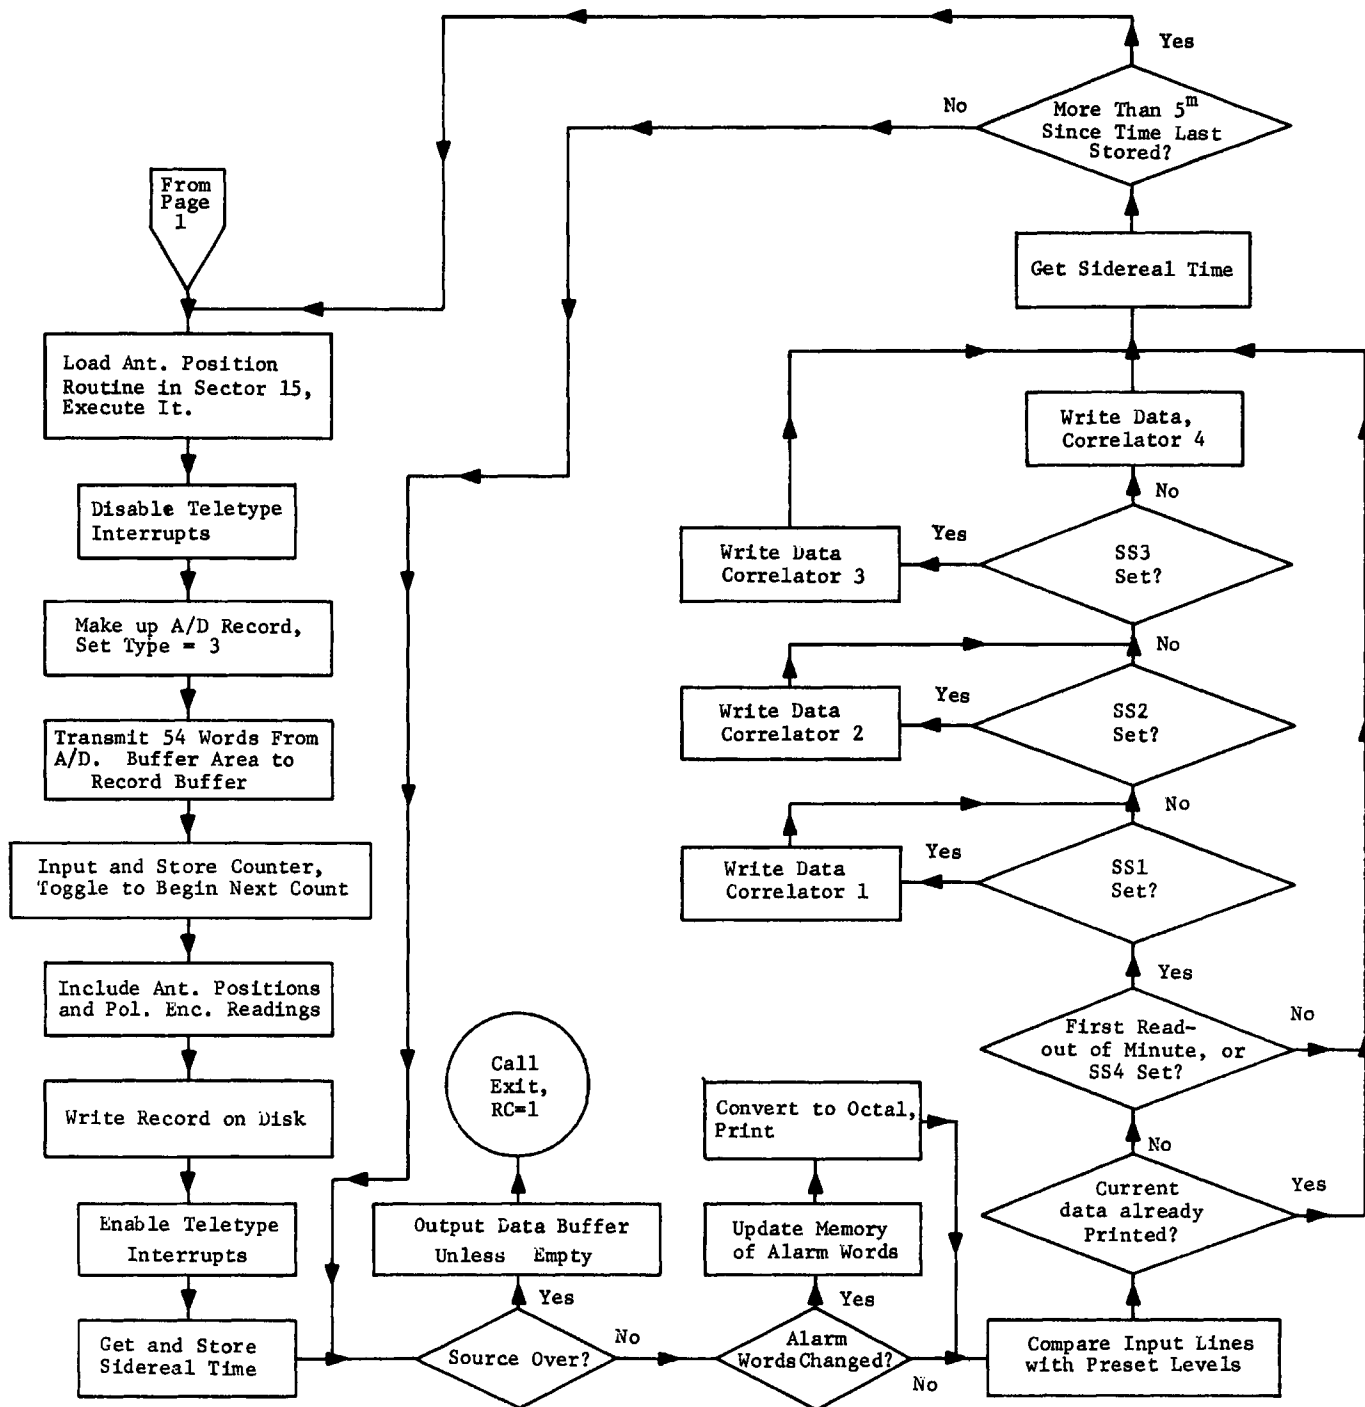 From
Page
1
Load Ant. Position
Routine in Sector 15,
Execute It.
Disable Teletype
Interrupts
Make up A/D Record,
Set Type = 3
Transmit 54 Words From
A/D. Buffer Area to
Record Buffer
Input and Store Counter,
Toggle to Begin Next Count
Include Ant. Positions
and Pol. Enc. Readings
Write Record on Disk
Enable Teletype
Interrupts
Get and Store
Sidereal Time
Source Over?
Yes
No
Output Data Buffer
Unless Empty
Call
Exit,
RC=1
Alarm
Words Changed?
Yes
No
Update Memory
of Alarm Words
Convert to Octal,
Print
Compare Input Lines
with Preset Levels
Current
data already
Printed?
Yes
No
First Read-
out of Minute, or
SS4 Set?
No
Yes
SS1
Set?
Yes
No
Write Data
Correlator 1
SS2
Set?
Yes
No
Write Data
Correlator 2
SS3
Set?
Yes
No
Write Data
Correlator 3
Write Data,
Correlator 4
Get Sidereal Time
More Than 5m
Since Time Last
Stored?
No
Yes